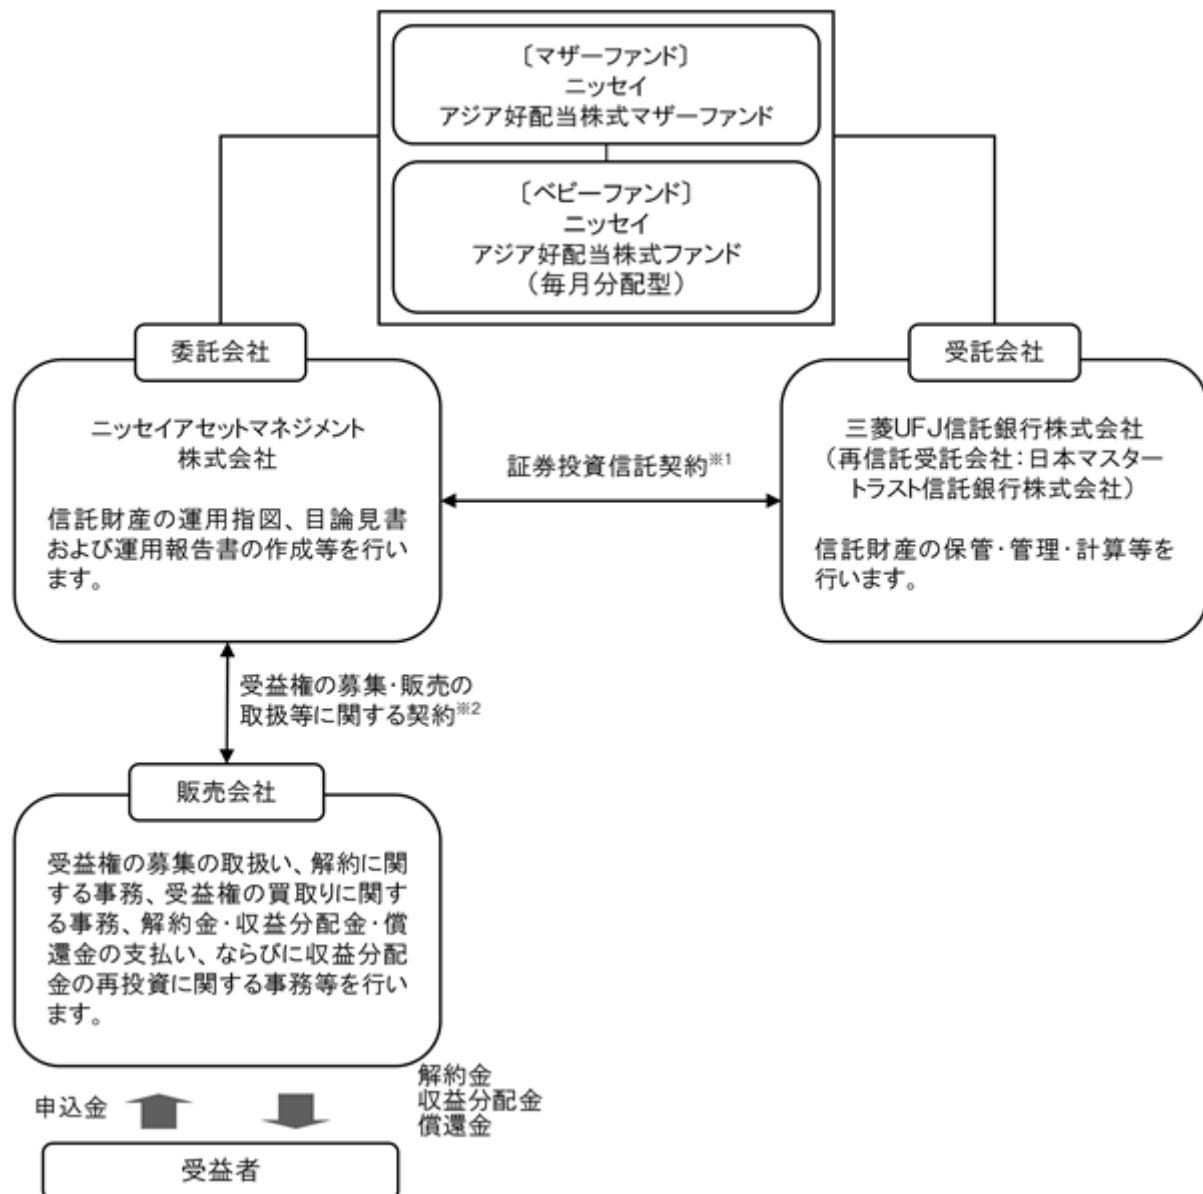 〔マザーファンド〕
ニッセイ
アジア好配当株式マザーファンド
〔ベビーファンド〕
ニッセイ
アジア好配当株式ファンド
（毎月分配型）
委託会社
ニッセイアセットマネジメント
株式会社
信託財産の運用指図、目論見書
および運用報告書の作成等を行い
ます。
証券投資信託契約※1
受託会社
三菱UFJ信託銀行株式会社
（再信託受託会社：日本マスター
トラスト信託銀行株式会社）
信託財産の保管・管理・計算等を
行います。
受益権の募集・販売の
取扱等に関する契約※2
販売会社
受益権の募集の取扱い、解約に関
する事務、受益権の買取りに関す
る事務、解約金・収益分配金・償
還金の支払い、ならびに収益分配
金の再投資に関する事務等を行い
ます。
申込金
解約金
収益分配金
償還金
受益者